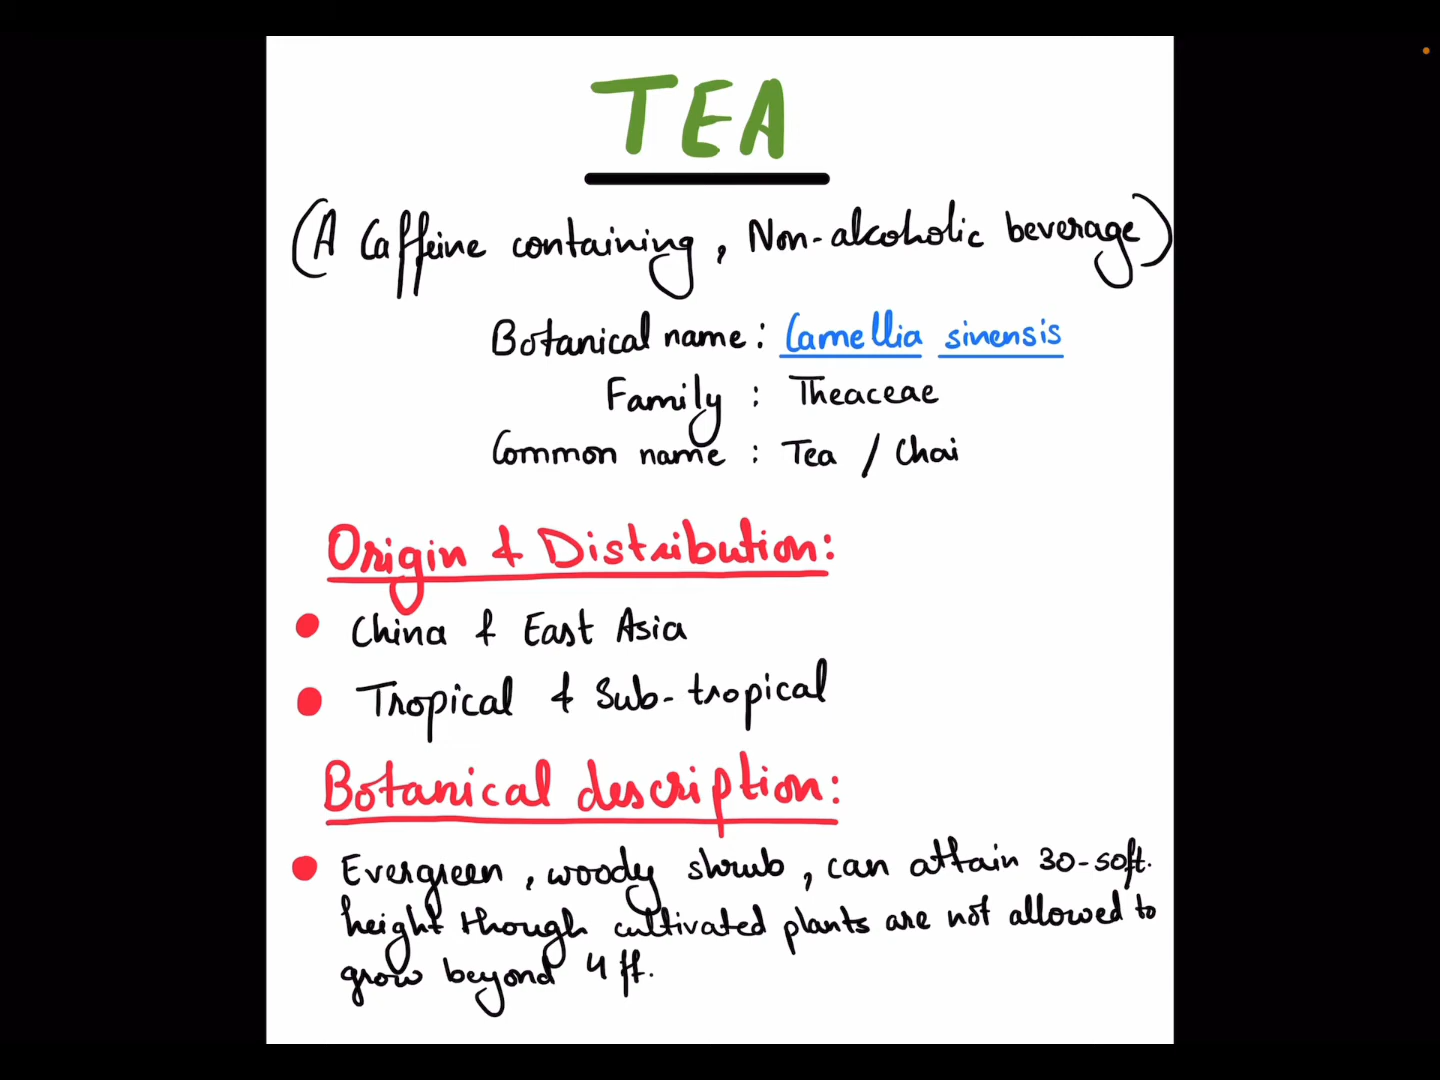 TEA
(A Caffeine containing, Non-alcoholic beverage)
Botanical name: Camellia sinensis
Family : Theaceae
Common name : Tea / Chai
Origin & Distribution:
China & East Asia
Tropical & Sub-tropical
Botanical description:
Evergreen, woody shrub, can attain 30-50ft.
height though cultivated plants are not allowed to
grow beyond 4 ft.